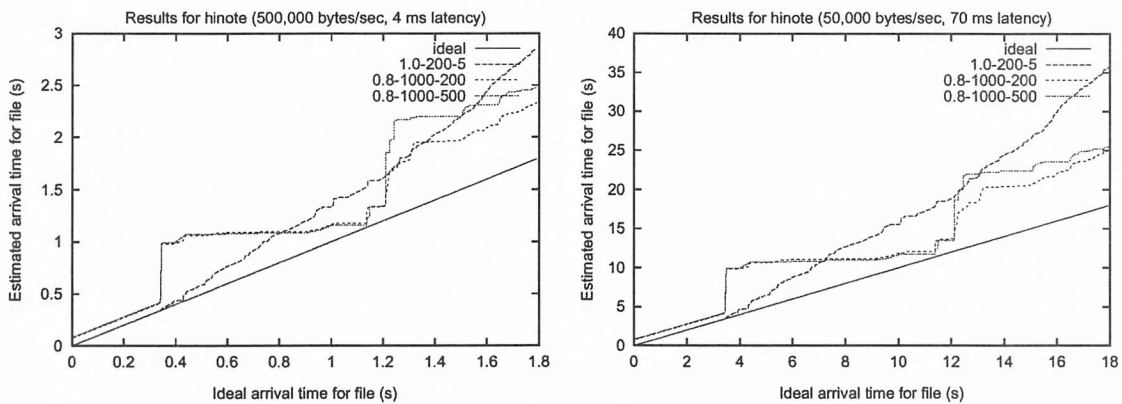 Results for hinote (500,000 bytes/sec, 4 ms latency)
3
2.5
2
1.5
1
0.5
0
Estimated arrival time for file (s)
ideal
1.0-200-5
0.8-1000-200
0.8-1000-500
0 0.2 0.4 0.6 0.8 1 1.2 1.4 1.6 1.8
Ideal arrival time for file (s)
Results for hinote (50,000 bytes/sec, 70 ms latency)
40
35
30
25
20
15
10
5
0
Estimated arrival time for file (s)
ideal
1.0-200-5
0.8-1000-200
0.8-1000-500
0 2 4 6 8 10 12 14 16 18
Ideal arrival time for file (s)